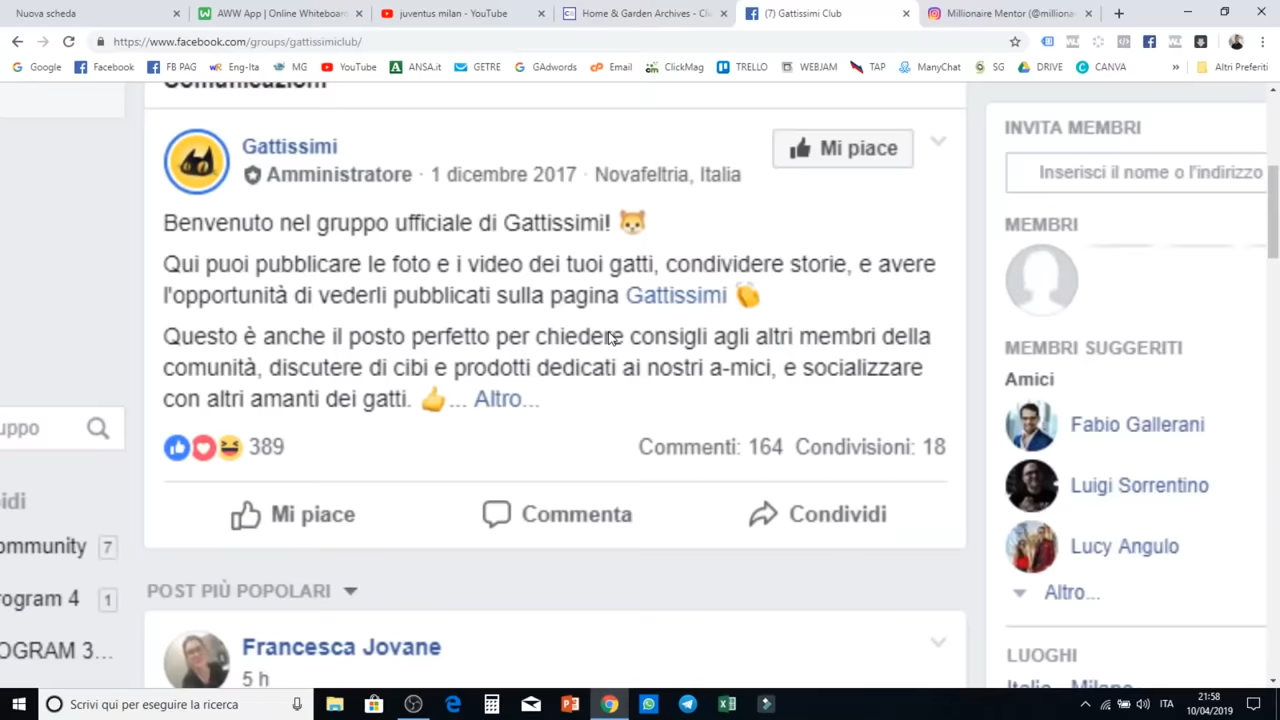 Nuova scheda
AWW App | Online Whiteboard
juventus milan - YouTube
Home & Garden Archives - Cli
(7) Gattissimi Club
Millionaire Mentor (@milliona
https://www.facebook.com/groups/gattissimiclub/
Google
Facebook
FB PAG
Eng-Ita
MG
YouTube
ANSA.it
GETRE
GAdwords
Email
ClickMag
TRELLO
WEBJAM
TAP
ManyChat
SG
DRIVE
CANVA
»
Altri Preferiti
Comunicazioni
Gattissimi
Mi piace
Amministratore · 1 dicembre 2017 · Novafeltria, Italia
Benvenuto nel gruppo ufficiale di Gattissimi! 🐱
Qui puoi pubblicare le foto e i video dei tuoi gatti, condividere storie, e avere
l'opportunità di vederli pubblicati sulla pagina Gattissimi 👏
Questo è anche il posto perfetto per chiedere consigli agli altri membri della
comunità, discutere di cibi e prodotti dedicati ai nostri a-mici, e socializzare
con altri amanti dei gatti. 👍... Altro...
389
Commenti: 164 Condivisioni: 18
Mi piace
Commenta
Condividi
POST PIÙ POPOLARI
Francesca Jovane
5 h
uppo
idi
ommunity 7
rogram 4 1
OGRAM 3...
INVITA MEMBRI
Inserisci il nome o l'indirizzo
MEMBRI
MEMBRI SUGGERITI
Amici
Fabio Gallerani
Luigi Sorrentino
Lucy Angulo
Altro...
LUOGHI
Italia - Milano
Scrivi qui per eseguire la ricerca
ITA
21:58
10/04/2019